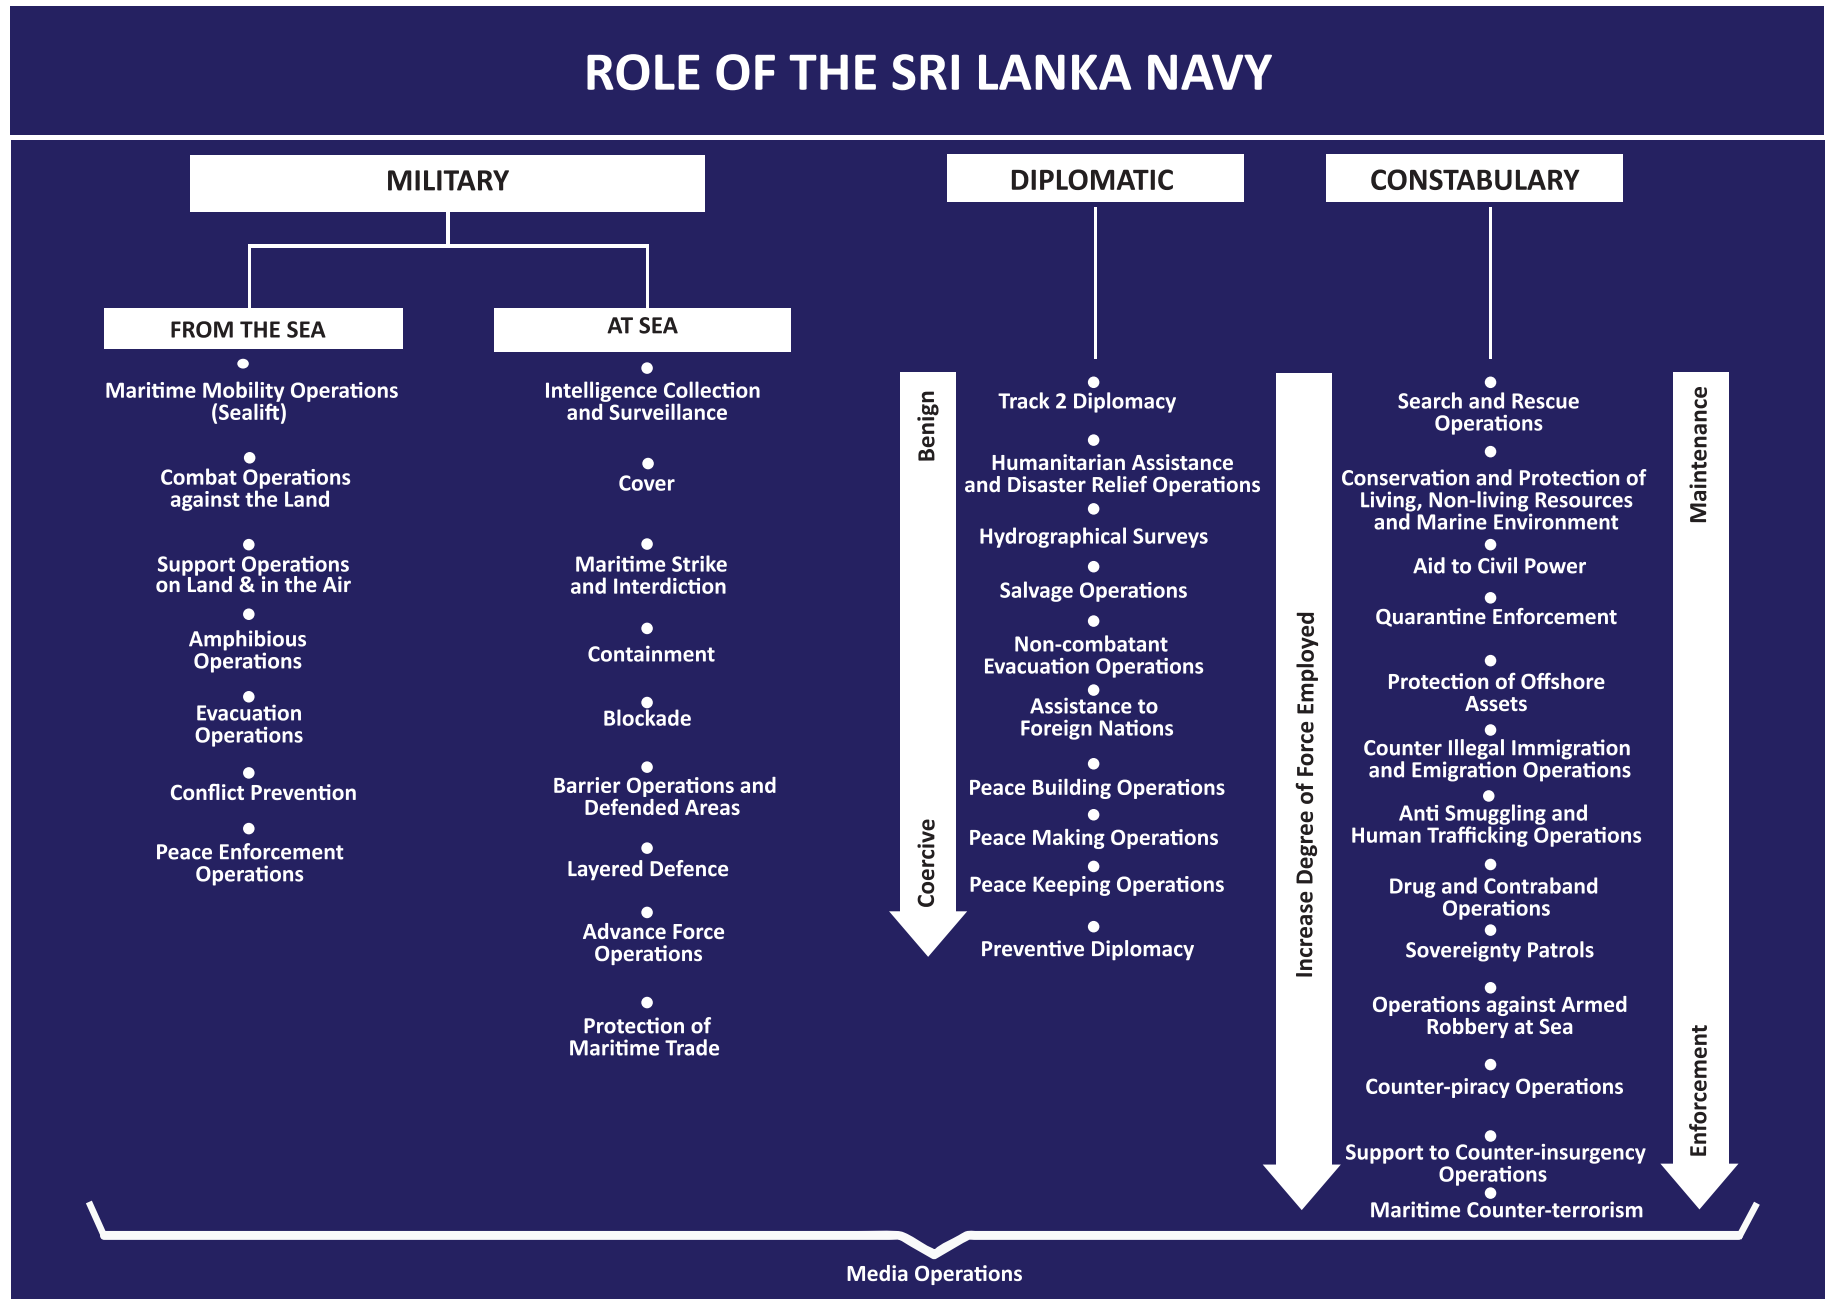 ROLE OF THE SRI LANKA NAVY
MILITARY
FROM THE SEA
Maritime Mobility Operations
(Sealift)
Combat Operations
against the Land
Support Operations
on Land & in the Air
Amphibious
Operations
Evacuation
Operations
Conflict Prevention
Peace Enforcement
Operations
AT SEA
Intelligence Collection
and Surveillance
Cover
Maritime Strike
and Interdiction
Containment
Blockade
Barrier Operations and
Defended Areas
Layered Defence
Advance Force
Operations
Protection of
Maritime Trade
DIPLOMATIC
Benign
Coercive
Track 2 Diplomacy
Humanitarian Assistance
and Disaster Relief Operations
Hydrographical Surveys
Salvage Operations
Non-combatant
Evacuation Operations
Assistance to
Foreign Nations
Peace Building Operations
Peace Making Operations
Peace Keeping Operations
Preventive Diplomacy
Increase Degree of Force Employed
CONSTABULARY
Search and Rescue
Operations
Conservation and Protection of
Living, Non-living Resources
and Marine Environment
Aid to Civil Power
Quarantine Enforcement
Protection of Offshore
Assets
Counter Illegal Immigration
and Emigration Operations
Anti Smuggling and
Human Trafficking Operations
Drug and Contraband
Operations
Sovereignty Patrols
Operations against Armed
Robbery at Sea
Counter-piracy Operations
Support to Counter-insurgency
Operations
Maritime Counter-terrorism
Maintenance
Enforcement
Media Operations